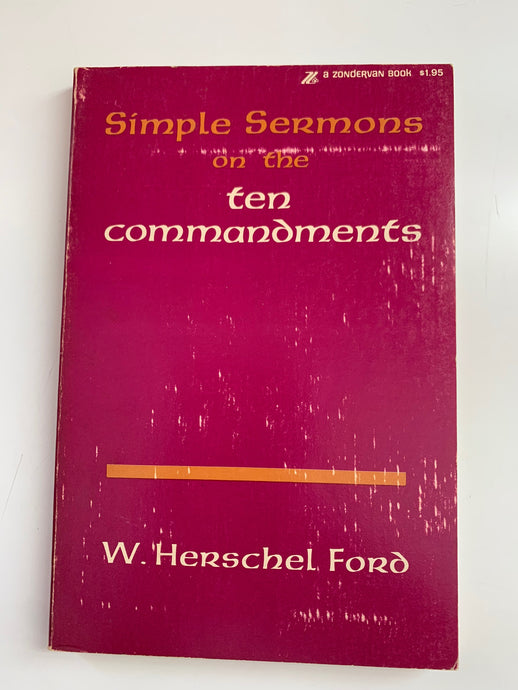 a zondervan book $1.95
Simple Sermons
on the
ten
commandments
W. Herschel Ford